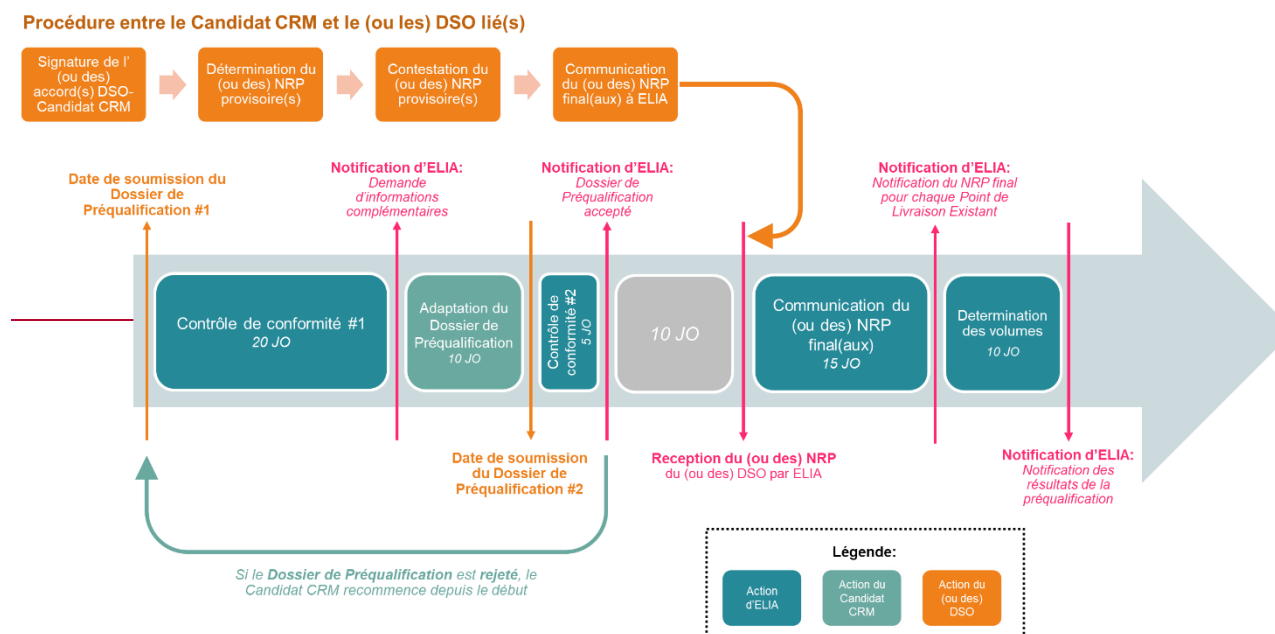 Procédure entre le Candidat CRM et le (ou les) DSO lié(s)
Signature de l'
(ou des)
accord(s) DSO-
Candidat CRM
Détermination du
(ou des) NRP
provisoire(s)
Contestation du
(ou des) NRP
provisoire(s)
Communication
du (ou des) NRP
final(aux) à ELIA
Date de soumission du
Dossier de
Préqualification #1
Notification d'ELIA:
Demande
d'informations
complémentaires
Notification d'ELIA:
Dossier de
Préqualification
accepté
Notification d'ELIA:
Notification du NRP final
pour chaque Point de
Livraison Existant
Contrôle de conformité #1
20 JO
Adaptation du
Dossier de
Préqualification
10 JO
Contrôle de
conformité #2
5 JO
10 JO
Communication du
(ou des) NRP
final(aux)
15 JO
Determination
des volumes
10 JO
Date de soumission
du Dossier de
Préqualification #2
Reception du (ou des) NRP
du (ou des) DSO par ELIA
Notification d'ELIA:
Notification des
résultats de la
préqualification
Si le Dossier de Préqualification est rejeté, le
Candidat CRM recommence depuis le début
Légende:
Action
d'ELIA
Action du
Candidat
CRM
Action du
(ou des)
DSO